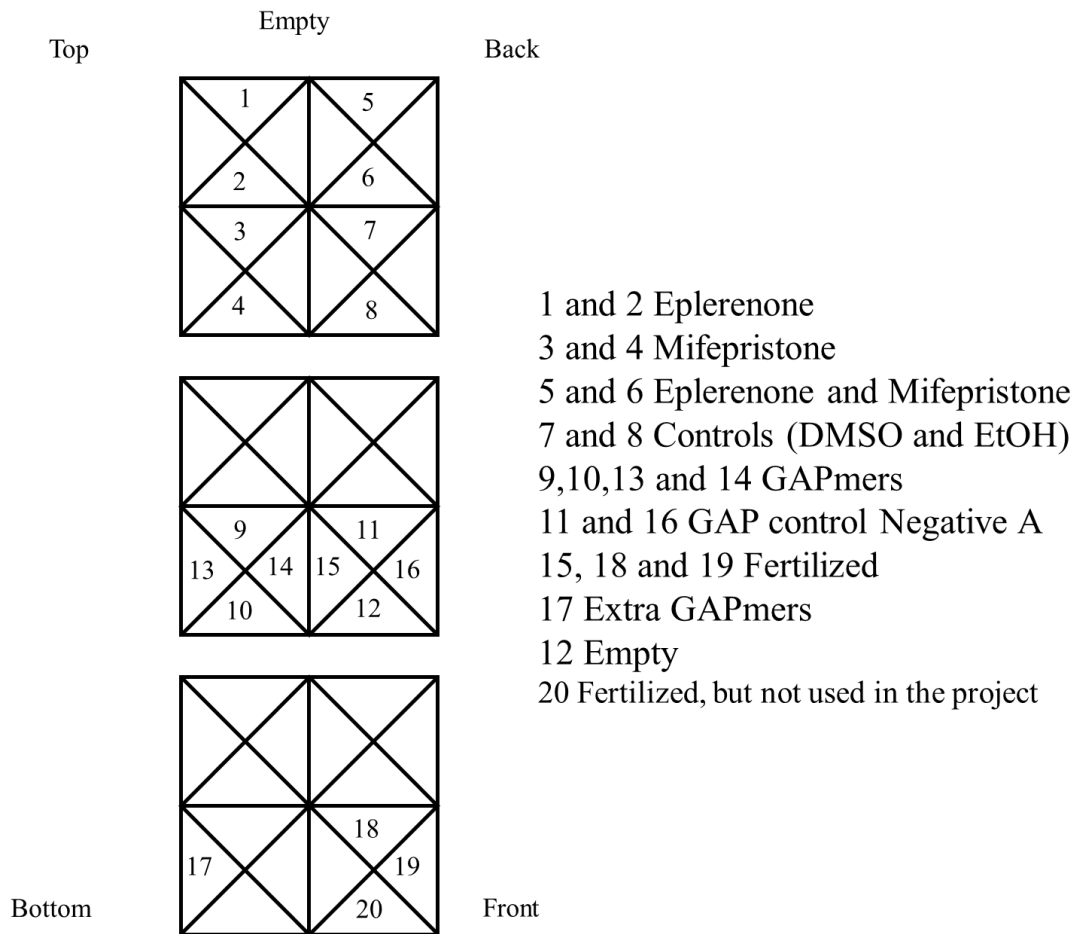 Empty
Top
Back
1
5
2
6
3
7
4
8
1 and 2 Eplerenone
3 and 4 Mifepristone
5 and 6 Eplerenone and Mifepristone
7 and 8 Controls (DMSO and EtOH)
9,10,13 and 14 GAPmers
11 and 16 GAP control Negative A
15, 18 and 19 Fertilized
17 Extra GAPmers
12 Empty
20 Fertilized, but not used in the project
9
11
13
14
15
16
10
12
18
17
19
20
Bottom
Front